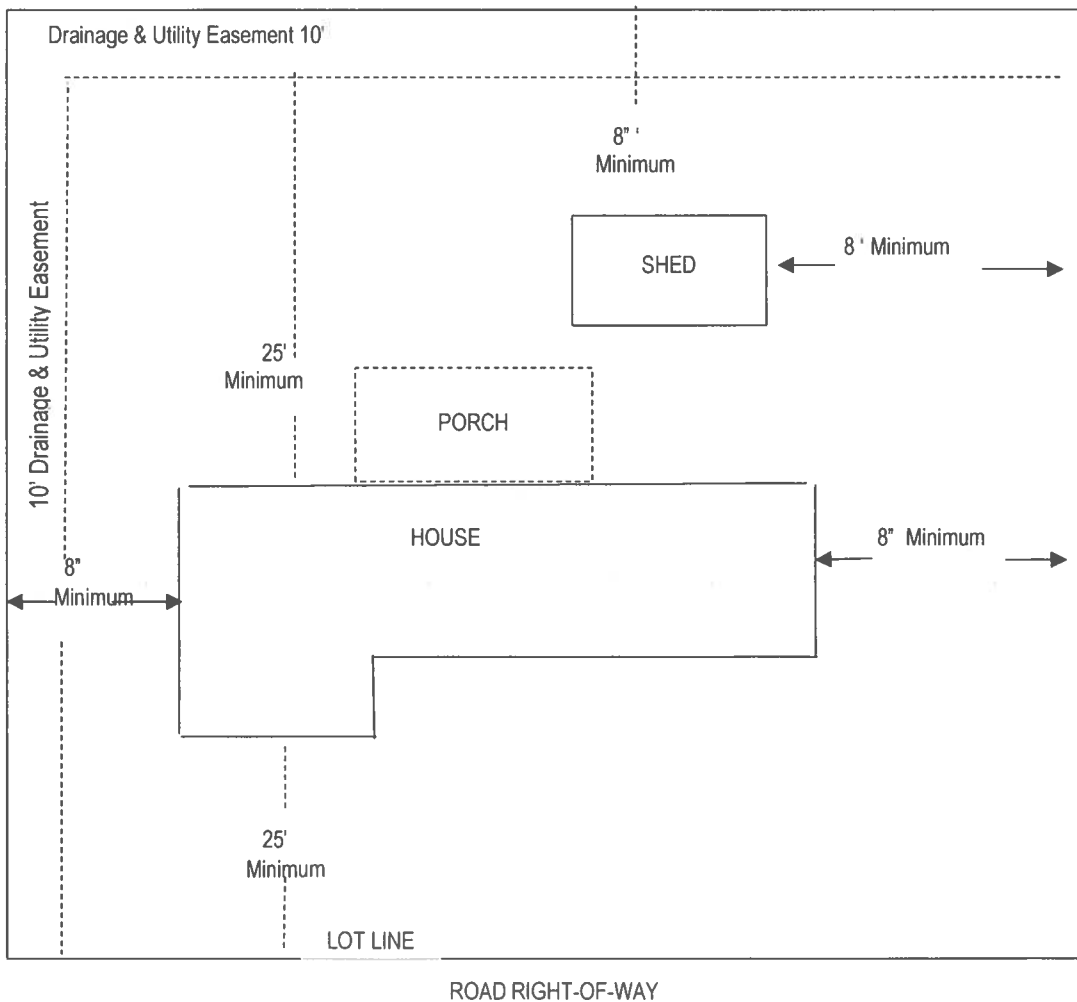 Drainage & Utility Easement 10'
8" '
Minimum
10' Drainage & Utility Easement
SHED
8 ' Minimum
25'
Minimum
PORCH
HOUSE
8" Minimum
8"
Minimum
25'
Minimum
LOT LINE
ROAD RIGHT-OF-WAY